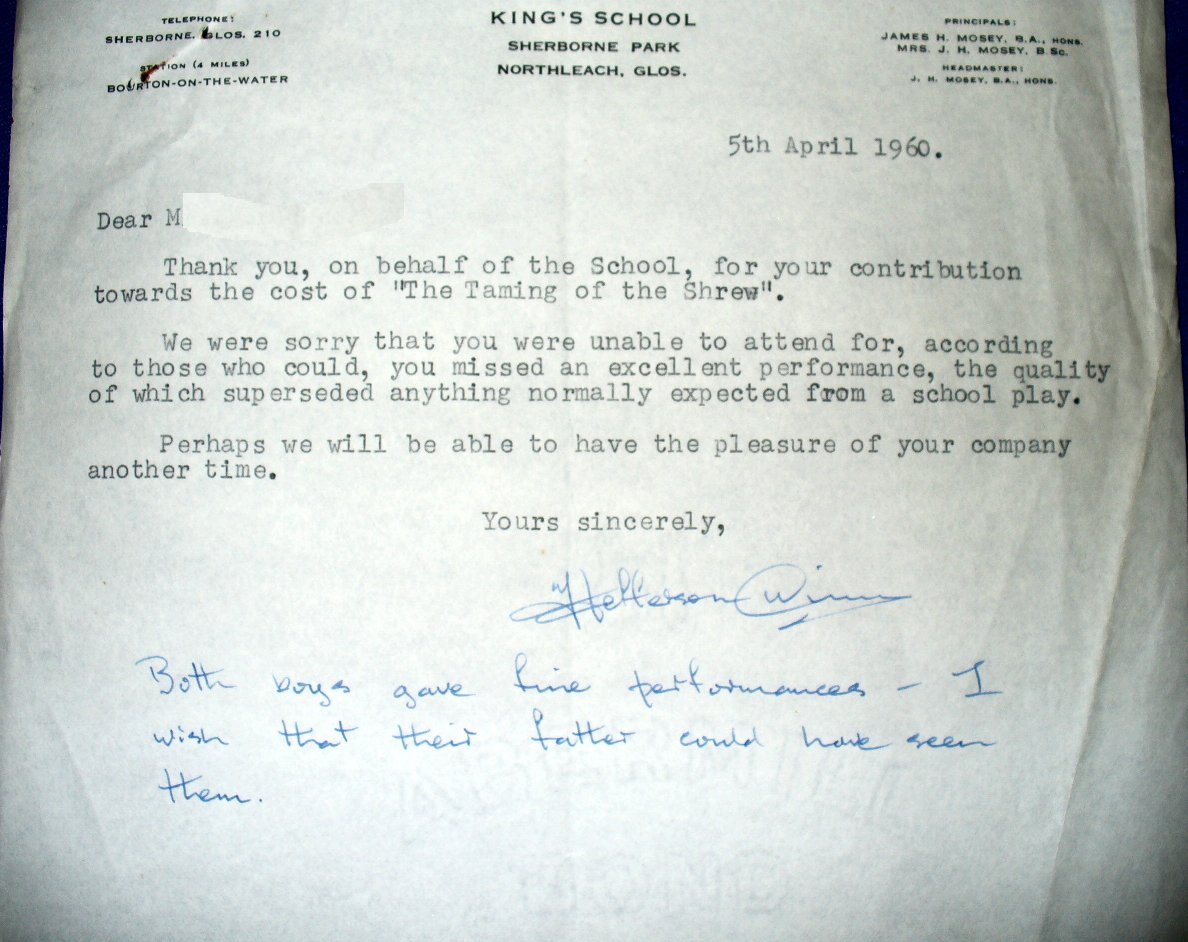 TELEPHONE:
SHERBORNE, GLOS. 210
STATION (4 MILES)
BOURTON-ON-THE-WATER
KING'S SCHOOL
SHERBORNE PARK
NORTHLEACH, GLOS.
PRINCIPALS:
JAMES H. MOSEY, B.A., HONS.
MRS. J. H. MOSEY, B.Sc.
HEADMASTER:
J. H. MOSEY, B.A., HONS.
5th April 1960.
Dear M
Thank you, on behalf of the School, for your contribution
towards the cost of "The Taming of the Shrew".
We were sorry that you were unable to attend for, according
to those who could, you missed an excellent performance, the quality
of which superseded anything normally expected from a school play.
Perhaps we will be able to have the pleasure of your company
another time.
Yours sincerely,
Both boys gave fine performances - I
wish that their father could have seen
them.